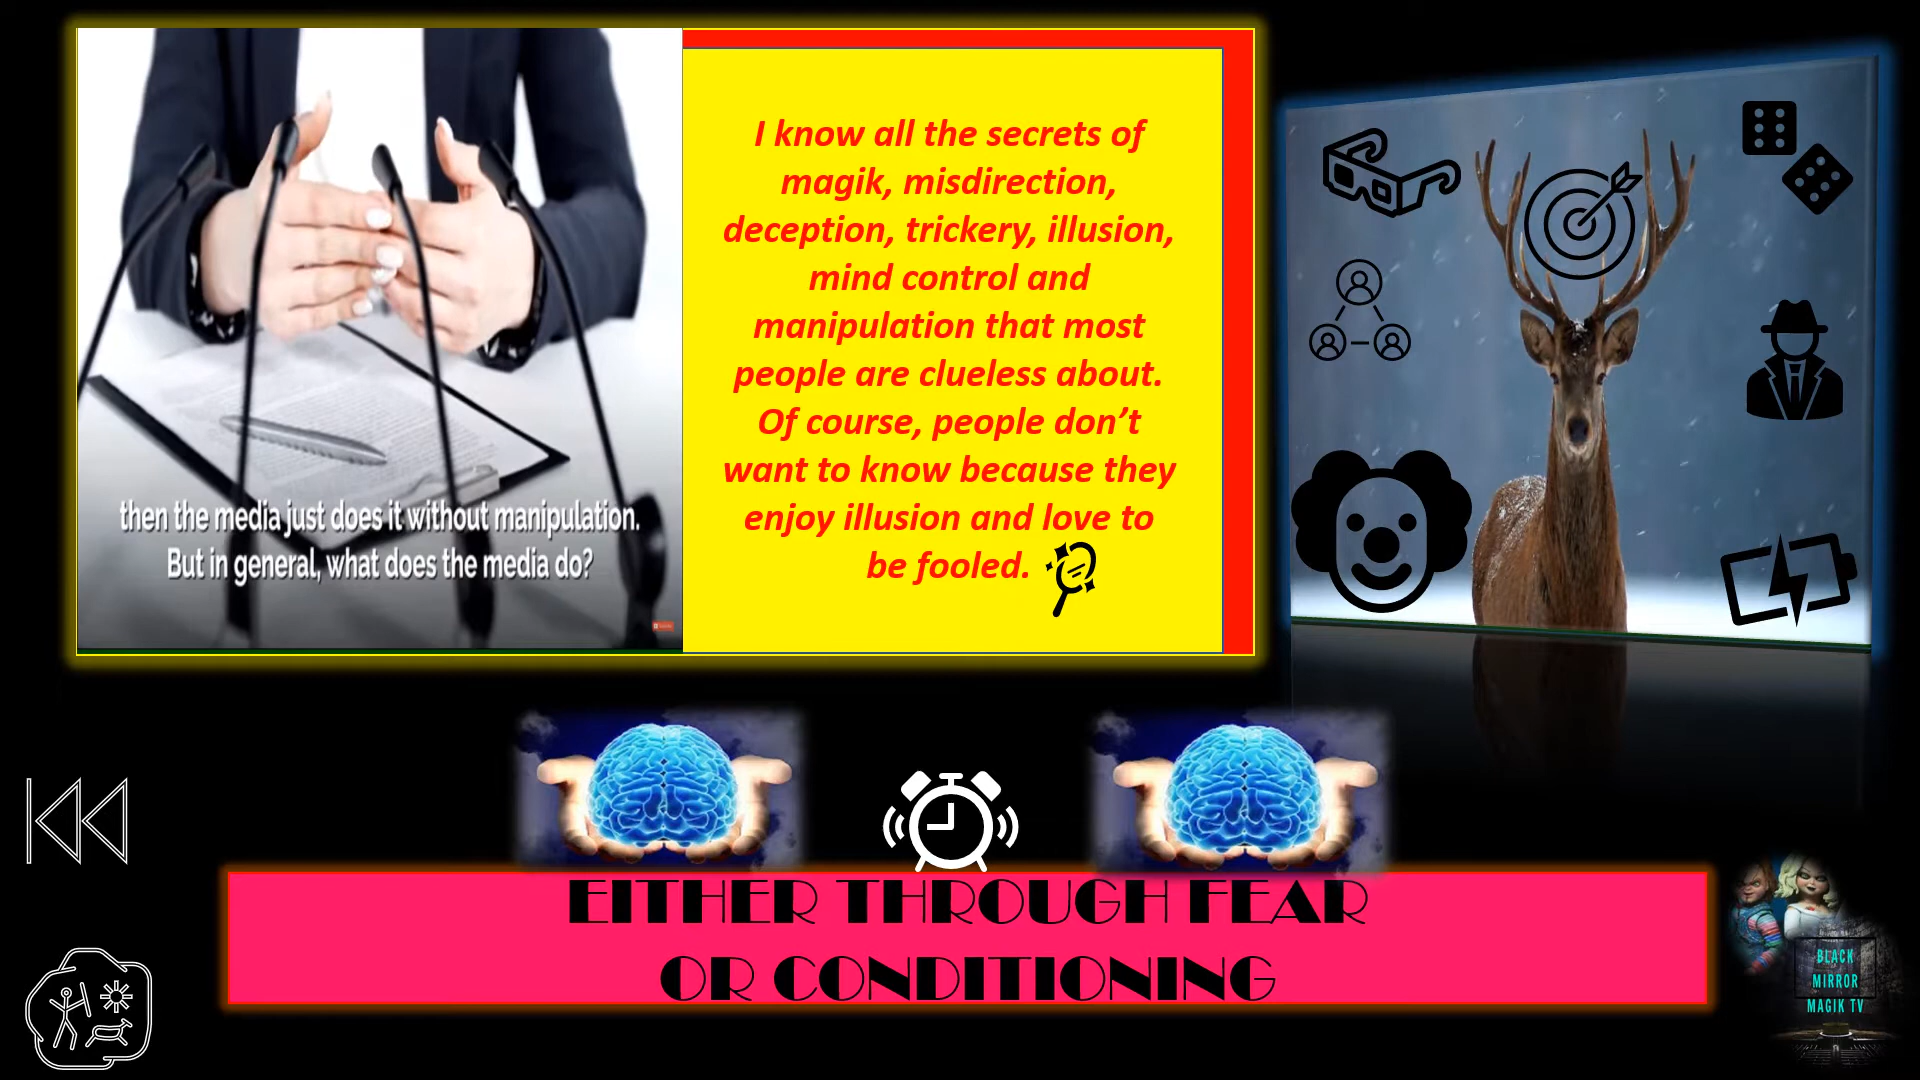 I know all the secrets of
magik, misdirection,
deception, trickery, illusion,
mind control and
manipulation that most
people are clueless about.
Of course, people don’t
want to know because they
enjoy illusion and love to
be fooled.
then the media just does it without manipulation.
But in general, what does the media do?
EITHER THROUGH FEAR
OR CONDITIONING
BLACK
MIRROR
MAGIK TV